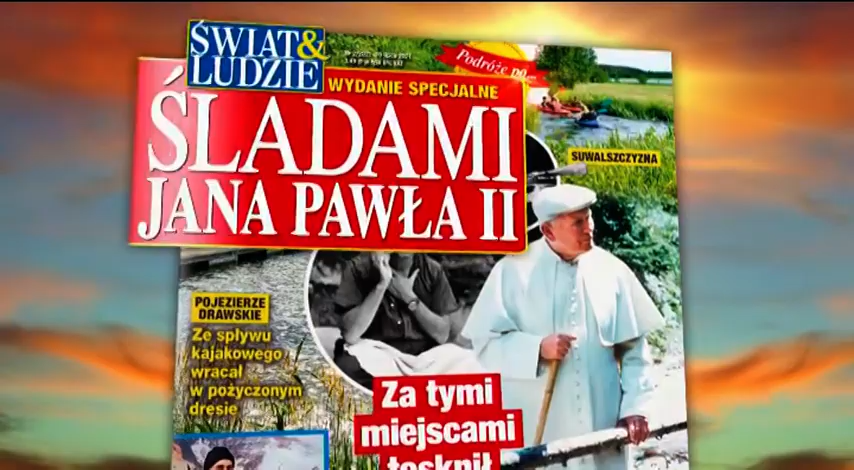 ŚWIAT&
LUDZIE
Podróże po...
WYDANIE SPECJALNE
ŚLADAMI
JANA PAWŁA II
SUWALSZCZYZNA
POJEZIERZE
DRAWSKIE
Ze spływu
kajakowego
wracał
w pożyczonym
dresie
Za tymi
miejscami
tęsknił